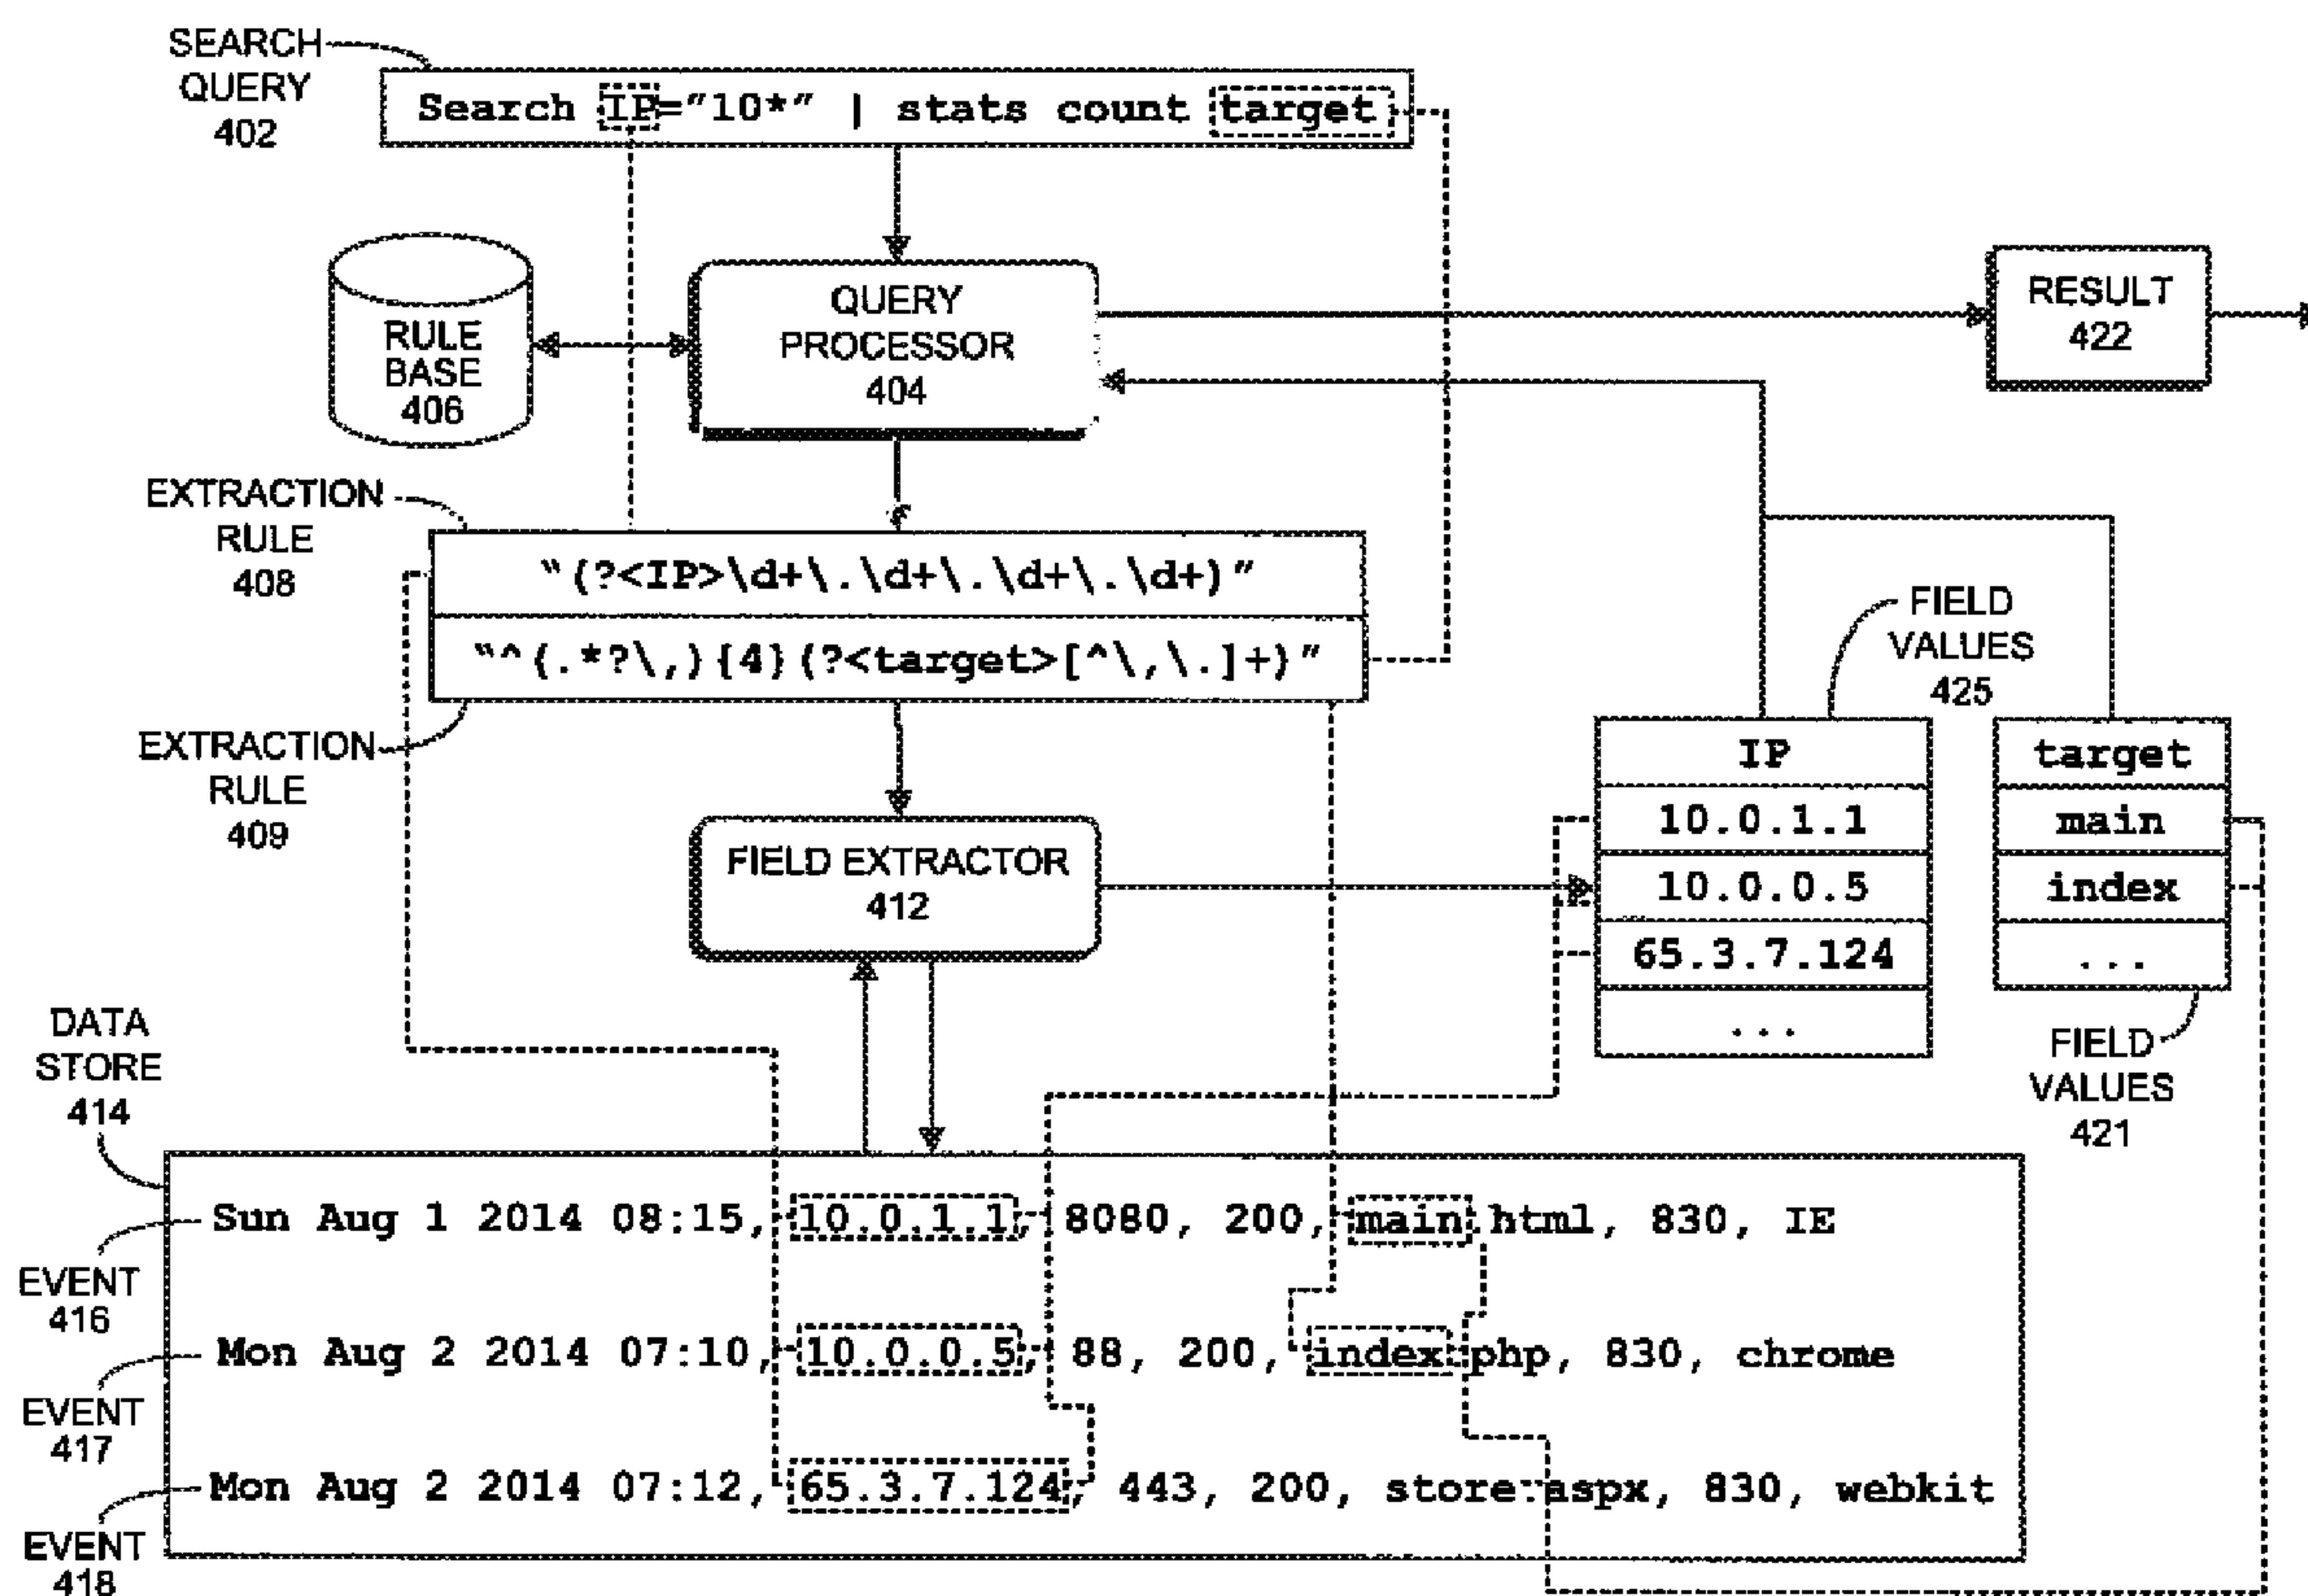 SEARCH
QUERY
402
Search IP="10*" | stats count target
RULE
BASE
406
QUERY
PROCESSOR
404
RESULT
422
EXTRACTION
RULE
408
"(?<IP>\d+\.\d+\.\d+\.\d+)"
"^(.*?\,){4}(?<target>[^\,\.]+)"
EXTRACTION
RULE
409
FIELD
VALUES
425
FIELD EXTRACTOR
412
IP
10.0.1.1
10.0.0.5
65.3.7.124
...
target
main
index
...
FIELD
VALUES
421
DATA
STORE
414
Sun Aug 1 2014 08:15, 10.0.1.1, 8080, 200, main.html, 830, IE
EVENT
416
Mon Aug 2 2014 07:10, 10.0.0.5, 88, 200, index.php, 830, chrome
EVENT
417
Mon Aug 2 2014 07:12, 65.3.7.124, 443, 200, store.aspx, 830, webkit
EVENT
418